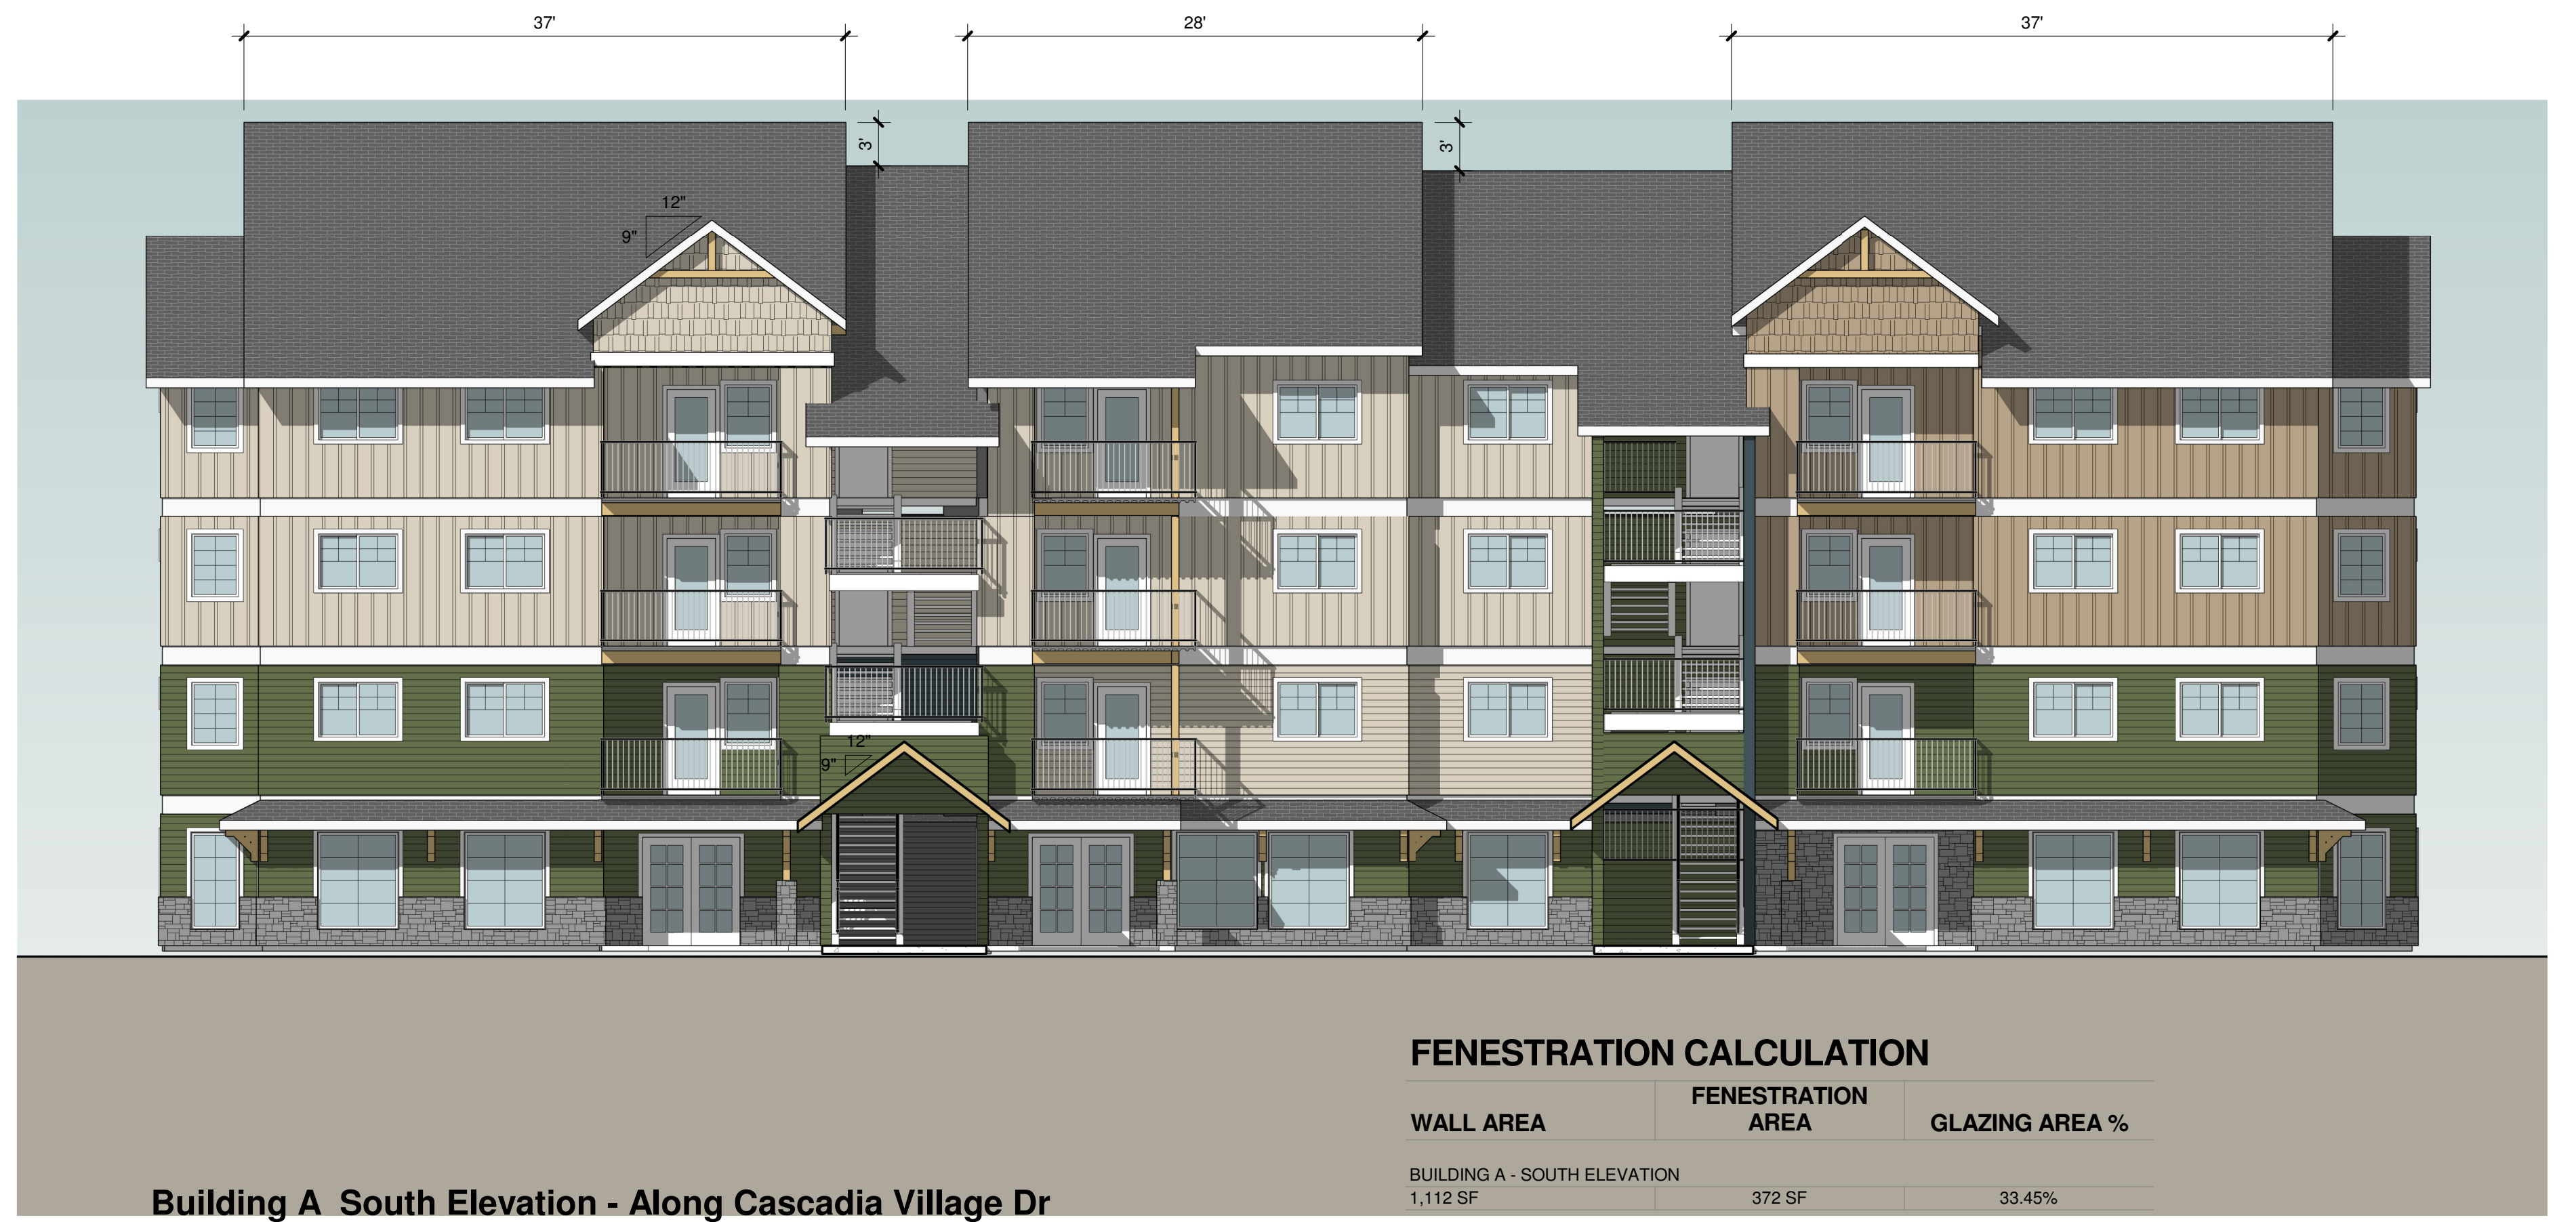 37'
28'
37'
3'
3'
12"
9"
12"
9"
FENESTRATION CALCULATION
WALL AREA
FENESTRATION
AREA
GLAZING AREA %
BUILDING A - SOUTH ELEVATION
1,112 SF
372 SF
33.45%
Building A  South Elevation - Along Cascadia Village Dr